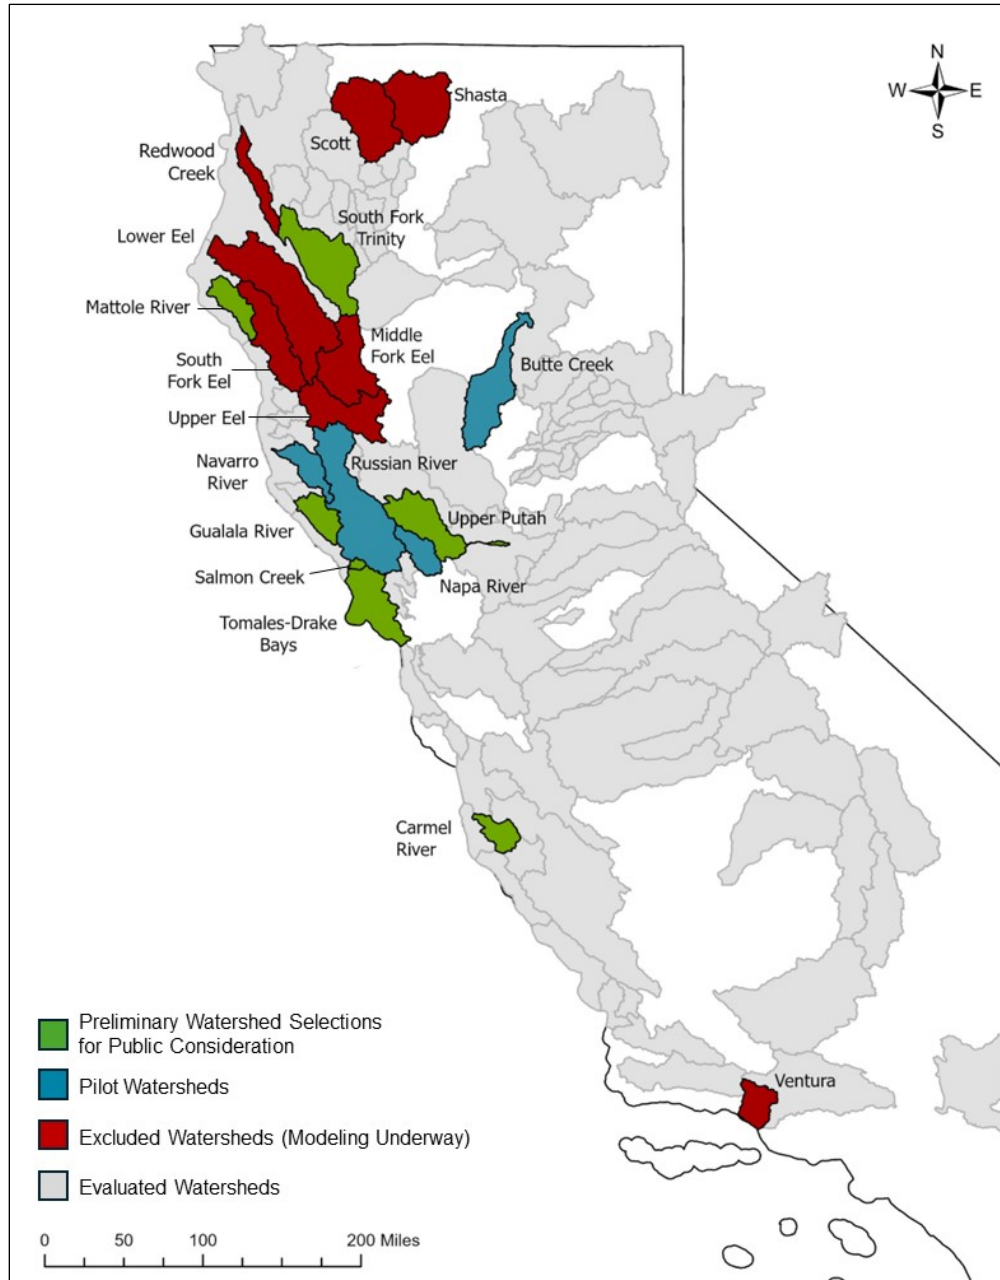 N
W
E
S
Shasta
Scott
Redwood
Creek
South Fork
Trinity
Lower Eel
Mattole River
Middle
Fork Eel
South
Fork Eel
Butte Creek
Upper Eel
Navarro
River
Russian River
Gualala River
Upper Putah
Salmon Creek
Napa River
Tomales-Drake
Bays
Carmel
River
Preliminary Watershed Selections
for Public Consideration
Pilot Watersheds
Ventura
Excluded Watersheds (Modeling Underway)
Evaluated Watersheds
0 50 100 200 Miles